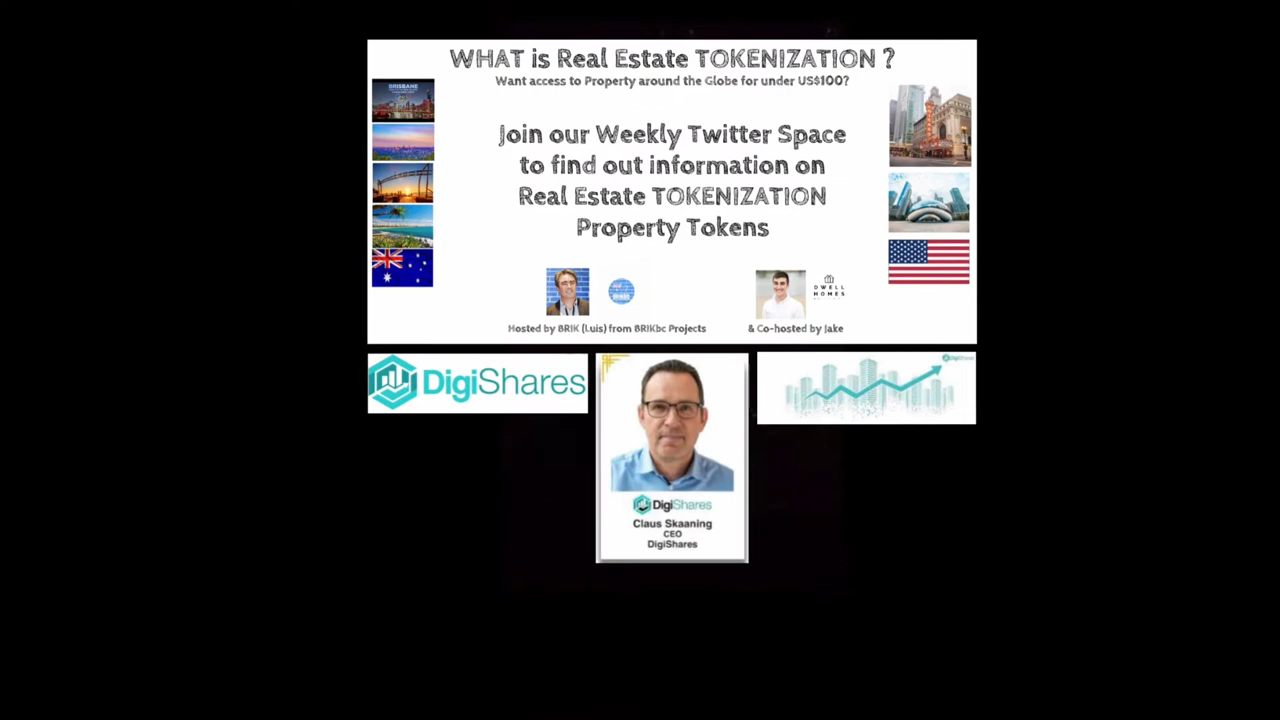 WHAT is Real Estate TOKENIZATION ?
Want access to Property around the Globe for under US$100?
BRISBANE
Join our Weekly Twitter Space
to find out information on
Real Estate TOKENIZATION
Property Tokens
DWELL
HOMES
Hosted by BRIK (Luis) from BRIKbc Projects
& Co-hosted by Jake
DigiShares
DigiShares
DigiShares
Claus Skaaning
CEO
DigiShares